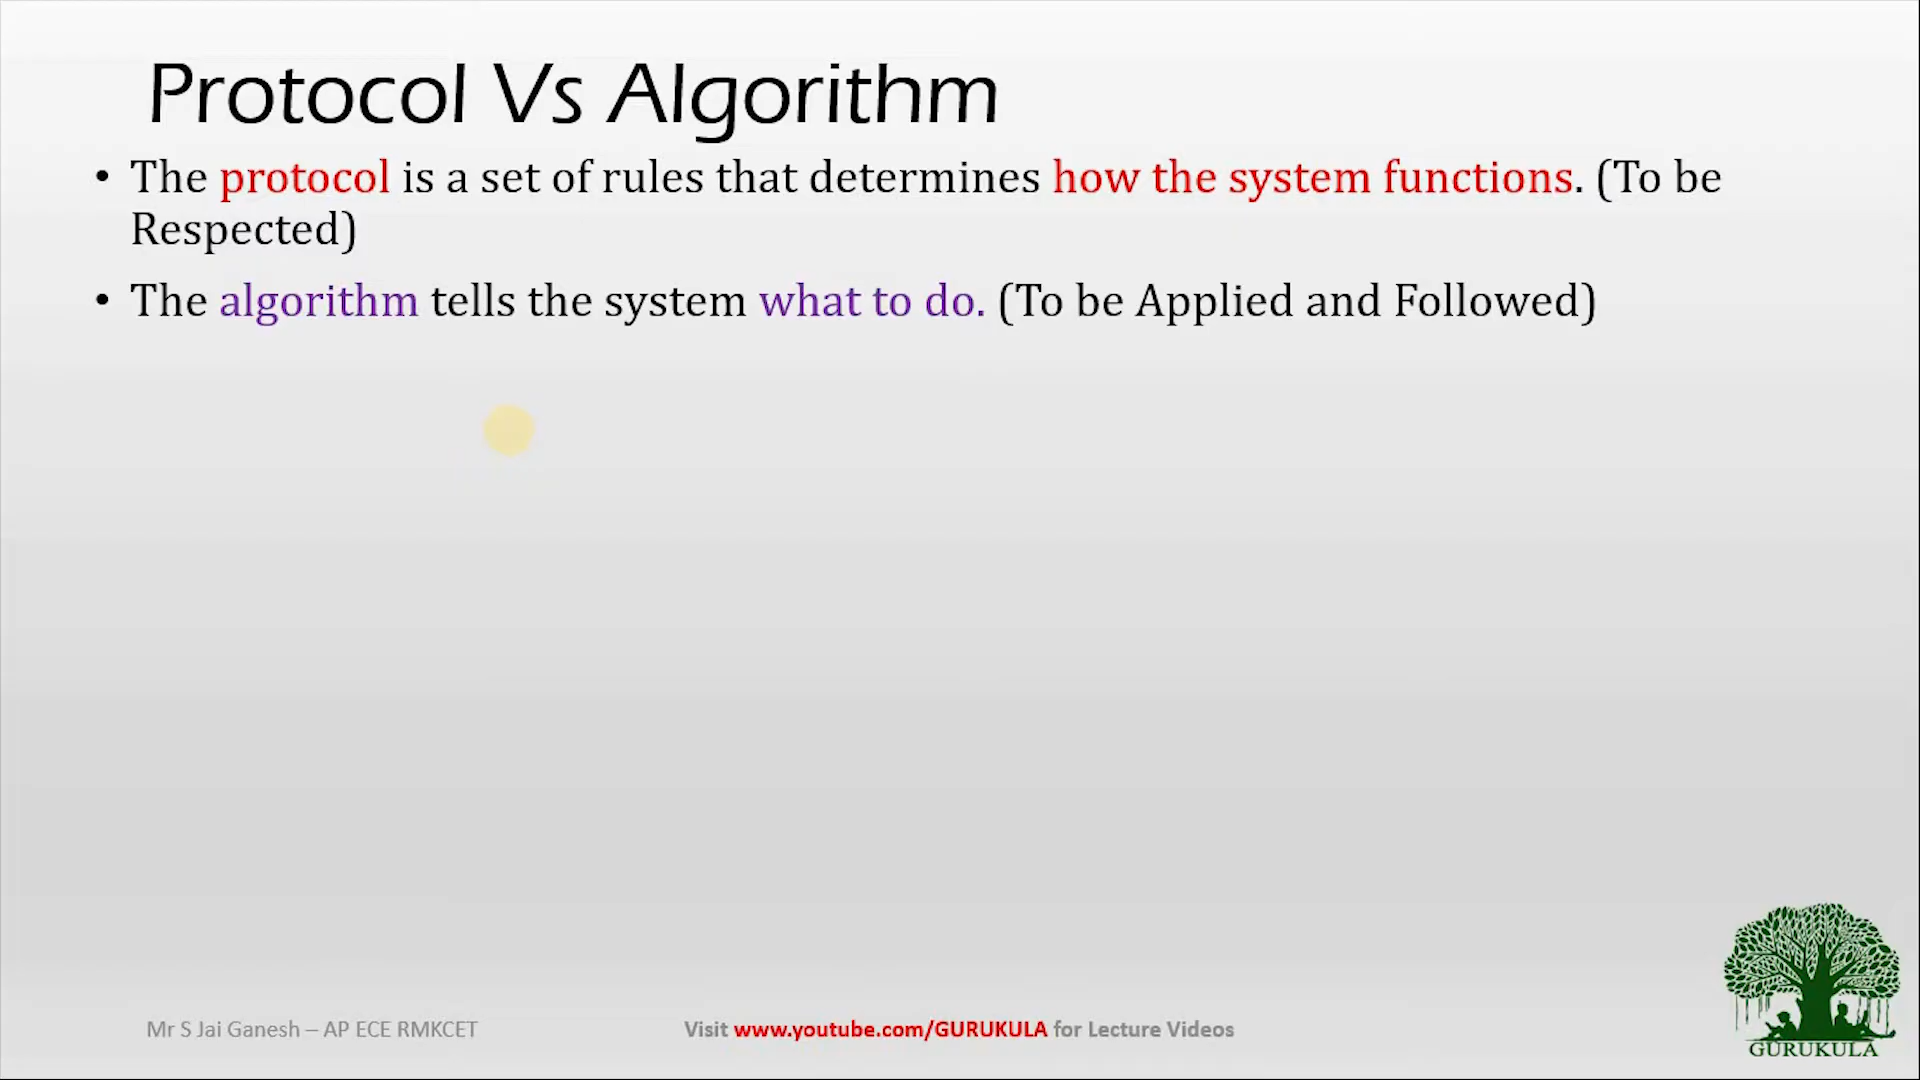 Protocol Vs Algorithm
• The protocol is a set of rules that determines how the system functions. (To be
Respected)
• The algorithm tells the system what to do. (To be Applied and Followed)
Mr S Jai Ganesh – AP ECE RMKCET
Visit www.youtube.com/GURUKULA for Lecture Videos
GURUKULA